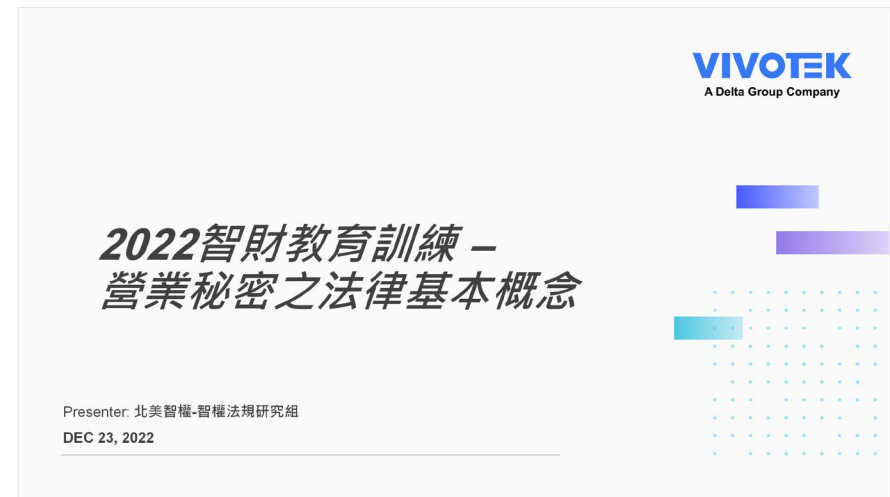 VIVOTEK
A Delta Group Company
2022智財教育訓練 –
營業秘密之法律基本概念
Presenter: 北美智權-智權法規研究組
DEC 23, 2022